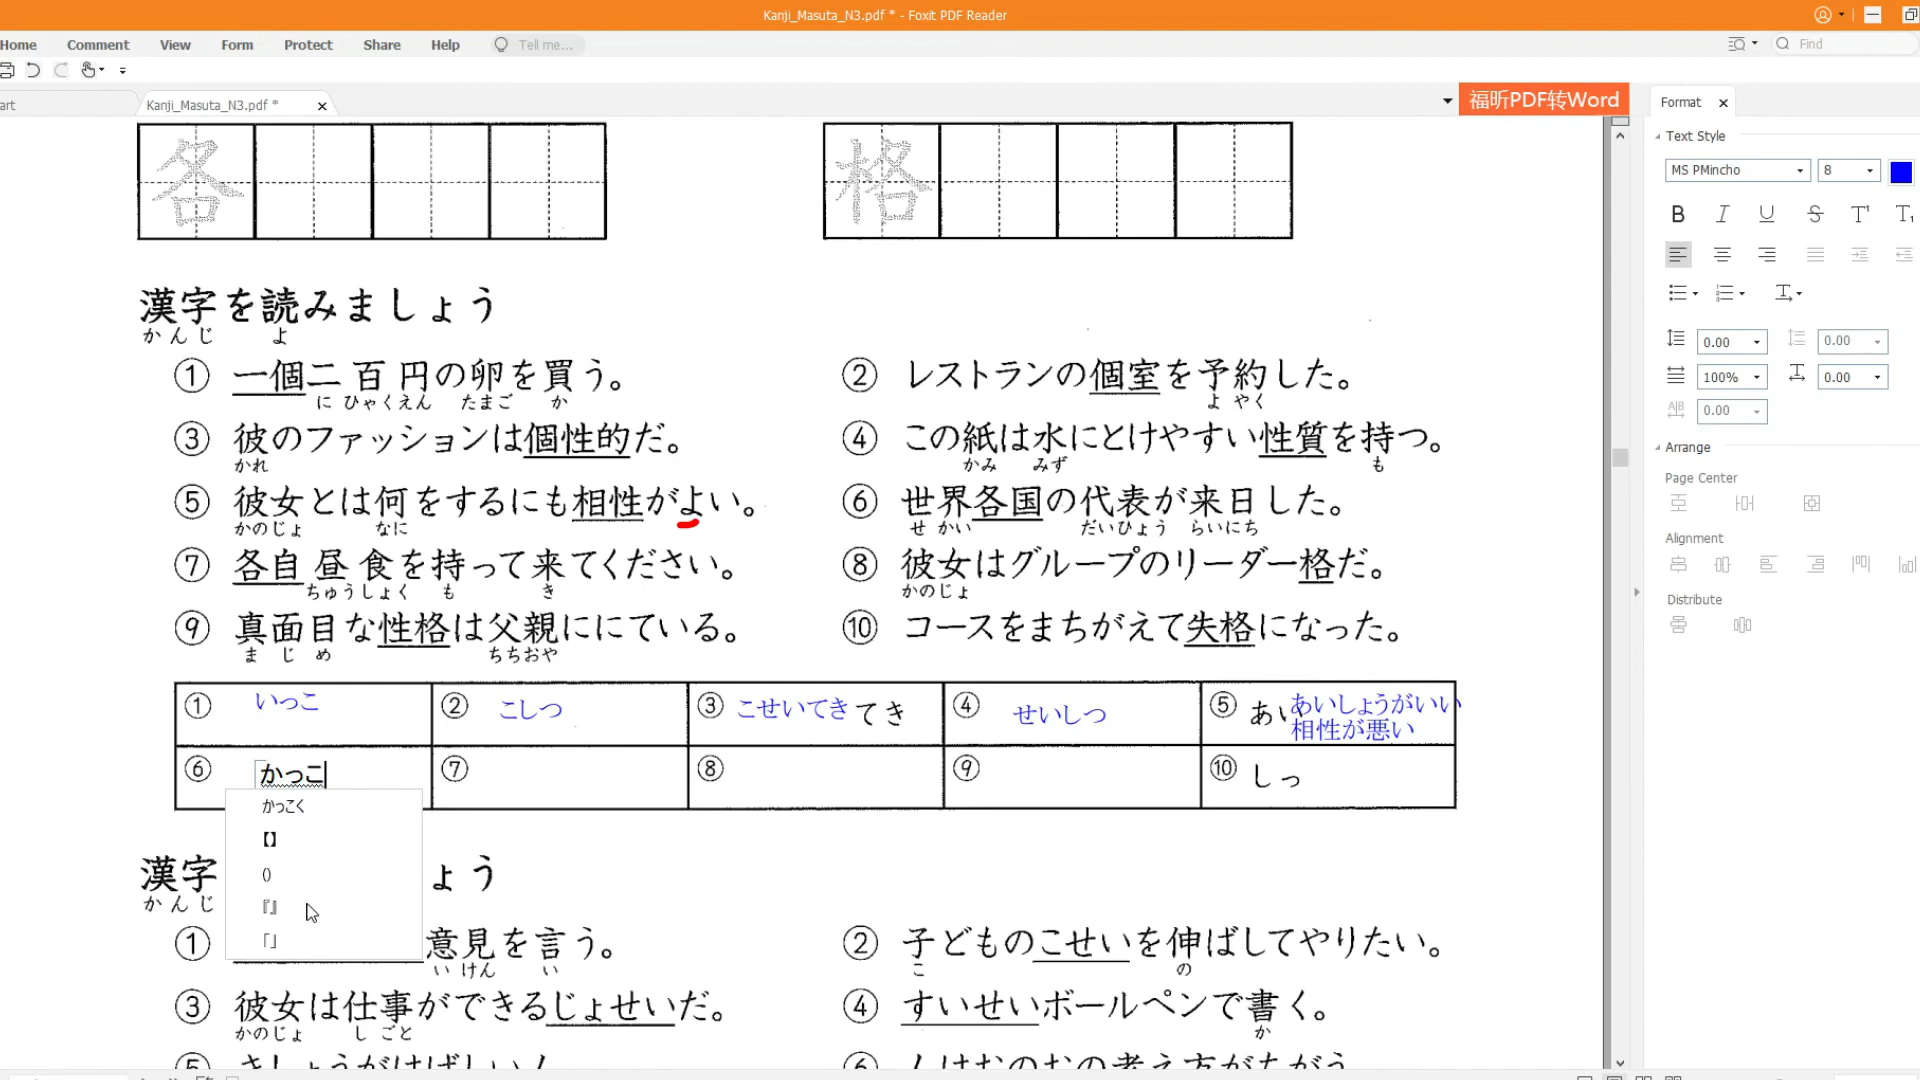 Kanji_Masuta_N3.pdf * - Foxit PDF Reader
Home Comment View Form Protect Share Help Tell me... Find
art Kanji_Masuta_N3.pdf *
福昕PDF转Word
各 格
漢字を読みましょう
かんじ よ
① 一個二百円の卵を買う。
に ひゃくえん たまご か
② レストランの個室を予約した。
よ やく
③ 彼のファッションは個性的だ。
かれ
④ この紙は水にとけやすい性質を持つ。
かみ みず も
⑤ 彼女とは何をするにも相性がよい。
かのじょ なに
⑥ 世界各国の代表が来日した。
せ かい だいひょう らいにち
⑦ 各自昼食を持って来てください。
ちゅうしょく も き
⑧ 彼女はグループのリーダー格だ。
かのじょ
⑨ 真面目な性格は父親ににている。
ま じ め ちちおや
⑩ コースをまちがえて失格になった。
① いっこ
② こしつ
③ こせいてき てき
④ せいしつ
⑤ あい あいしょうがいい
相性が悪い
⑥ かっこ
⑦
⑧
⑨
⑩ しっ
かっこく
【】
()
『』
「」
漢字 ょう
かんじ
① 意見を言う。
い けん い
② 子どものこせいを伸ばしてやりたい。
こ の
③ 彼女は仕事ができるじょせいだ。
かのじょ し ごと
④ すいせいボールペンで書く。
か
Format
Text Style
MS PMincho 8
B I U S T T
0.00 0.00
100% 0.00
0.00
Arrange
Page Center
Alignment
Distribute